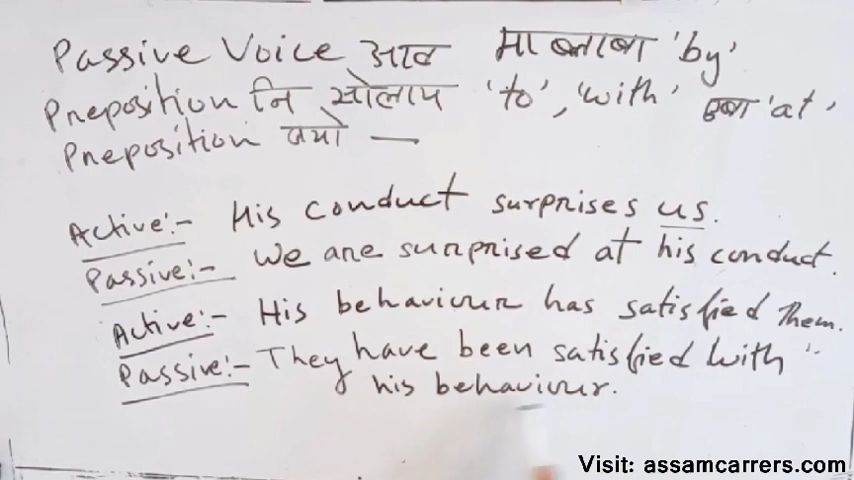 Passive Voice आव मा ब्लाबा 'by'
Preposition नि सोलाय 'to', 'with' एबा 'at'
Preposition जयो —
Active:- His conduct surprises us.
Passive:- We are surprised at his conduct.
Active:- His behaviour has satisfied them.
Passive:- They have been satisfied with
his behaviour.
Visit: assamcarrers.com